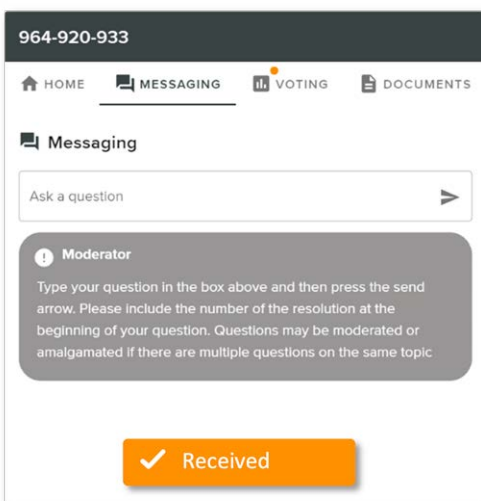 964-920-933
HOME MESSAGING VOTING DOCUMENTS
Messaging
Ask a question
Moderator
Type your question in the box above and then press the send
arrow. Please include the number of the resolution at the
beginning of your question. Questions may be moderated or
amalgamated if there are multiple questions on the same topic
Received